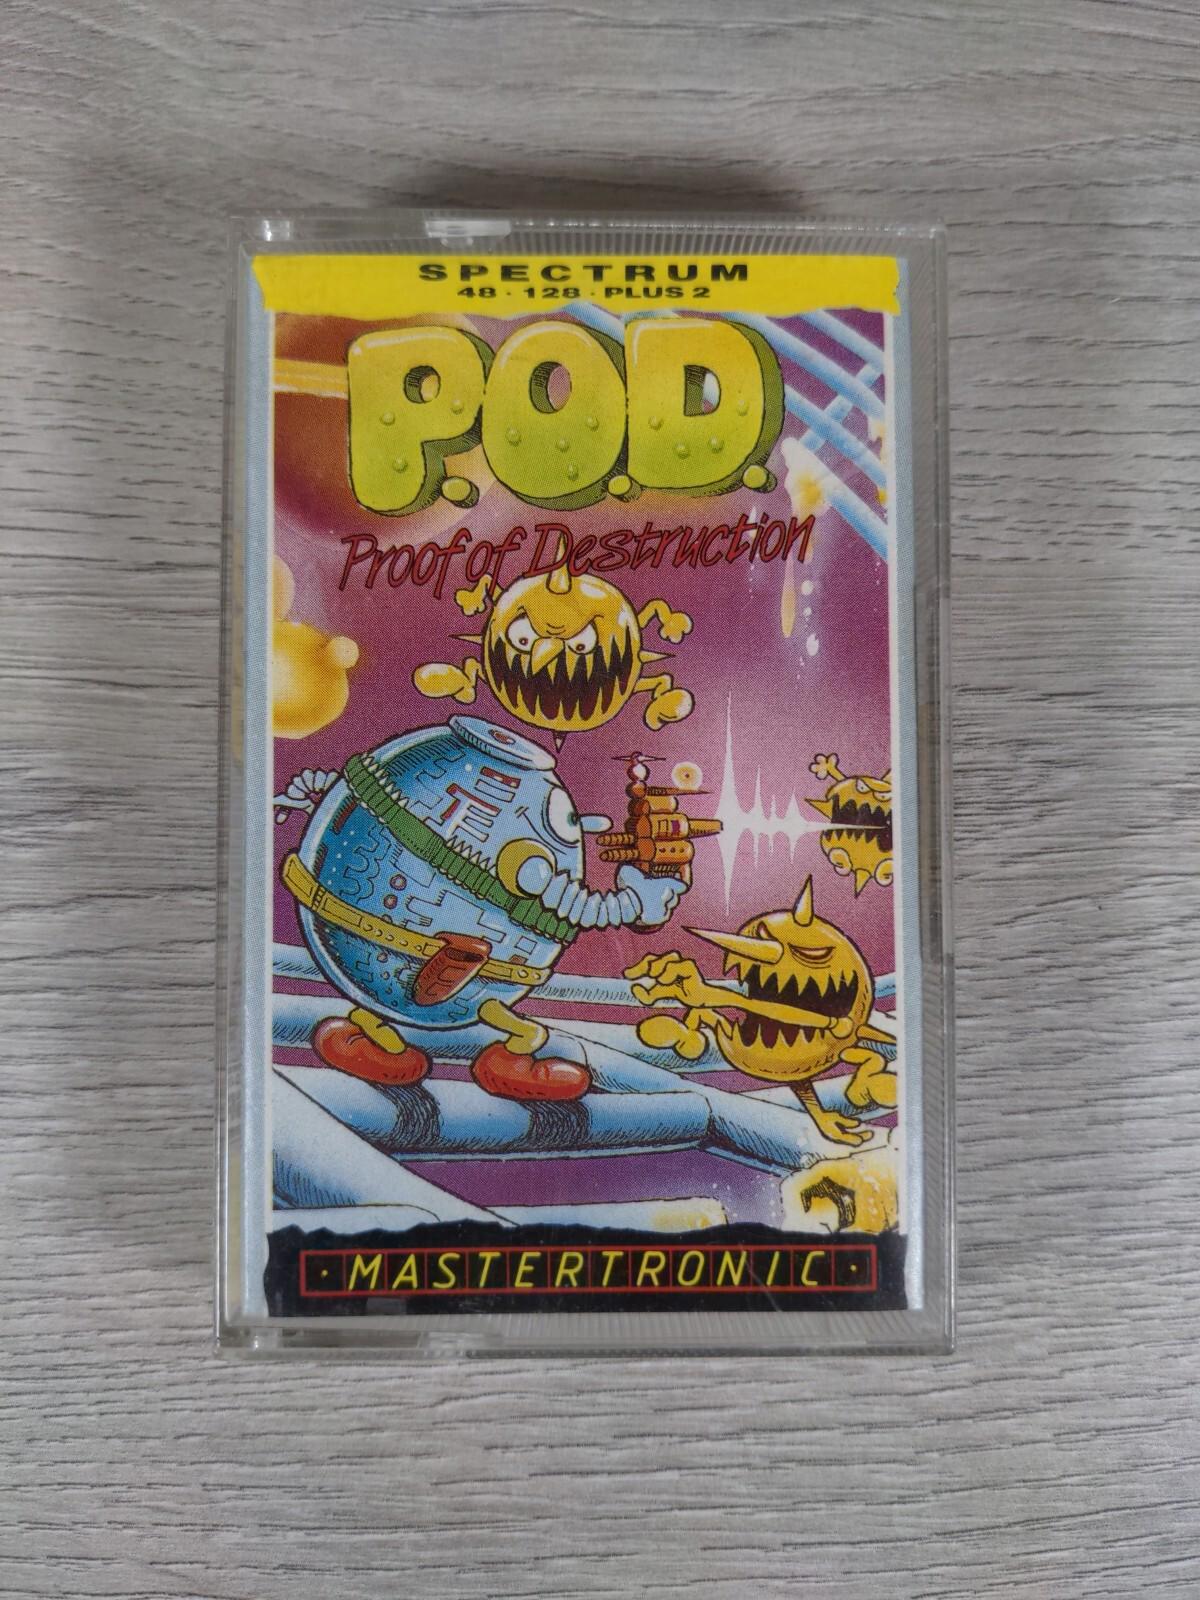 SPECTRUM
48 · 128 · PLUS 2
P.O.D.
Proof of Destruction
· MASTERTRONIC ·